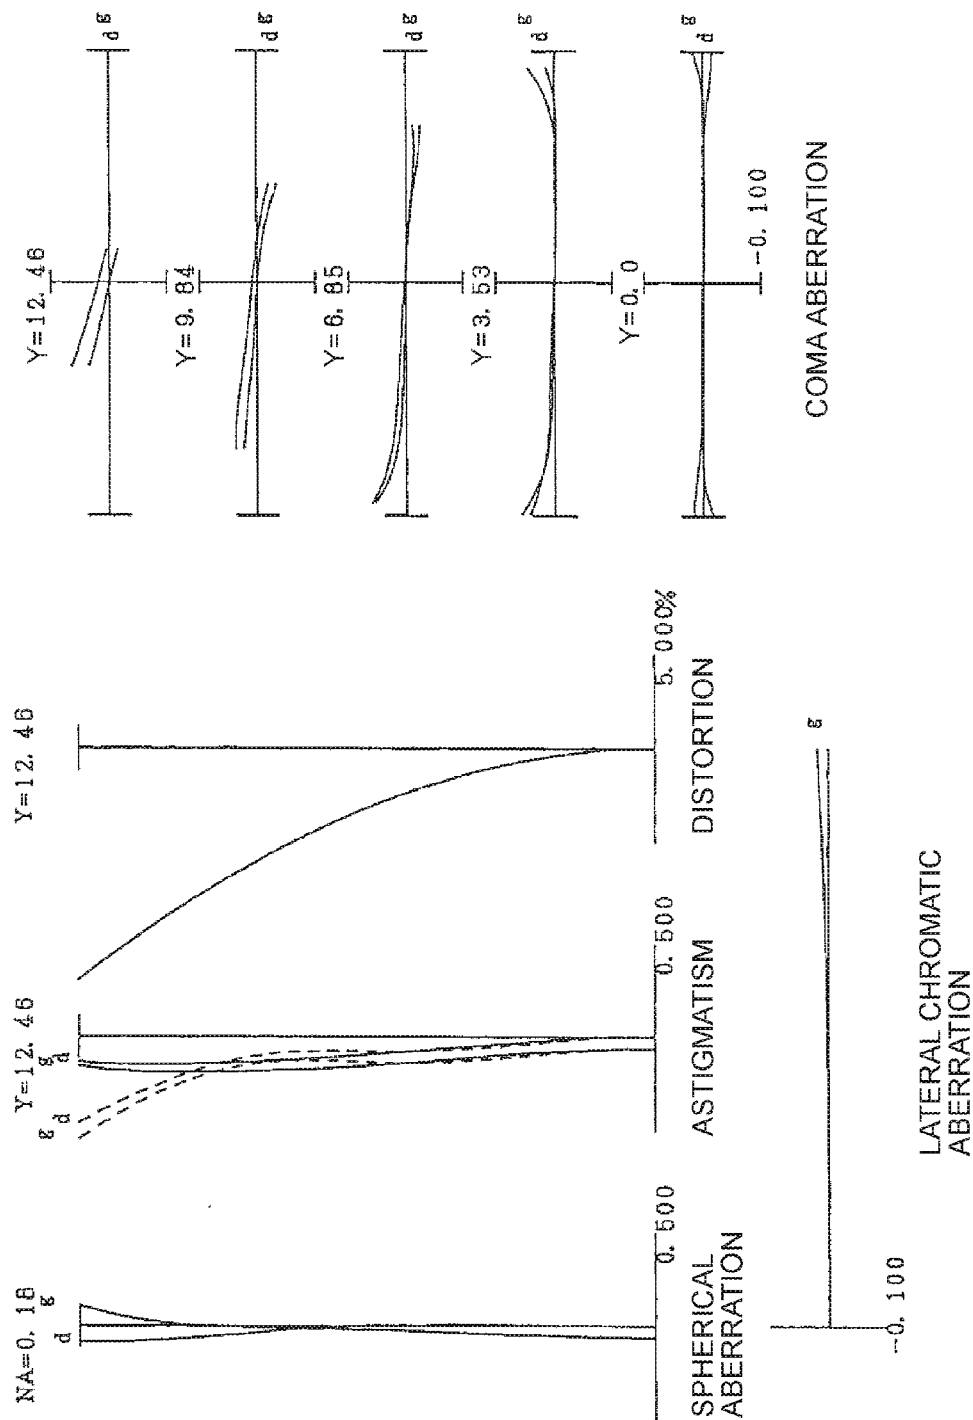 NA=0. 18
g
d
0. 500
SPHERICAL
ABERRATION
Y=12. 46
g
d
g
d
0. 500
ASTIGMATISM
Y=12. 46
5. 000%
DISTORTION
Y=12. 46
g
d
Y=9. 84
g
d
Y=6. 85
g
d
Y=3. 53
g
d
Y=0. 0
g
d
-0. 100
COMA ABERRATION
g
-0. 100
LATERAL CHROMATIC
ABERRATION